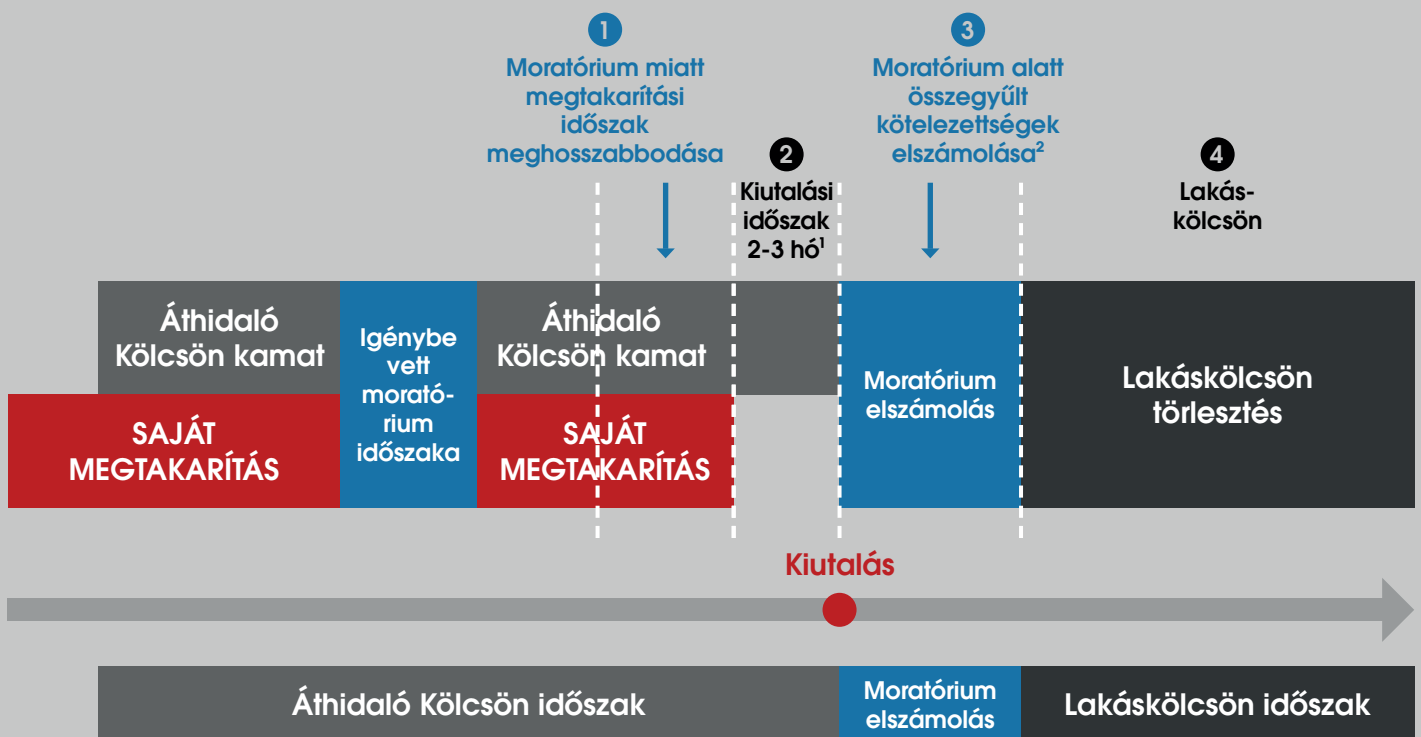 1
Moratórium miatt
megtakarítási
időszak
meghosszabbodása
2
Kiutalási
időszak
2-3 hó¹
3
Moratórium alatt
összegyűlt
kötelezettségek
elszámolása²
4
Lakás-
kölcsön
Áthidaló
Kölcsön kamat
SAJÁT
MEGTAKARÍTÁS
Igénybe
vett
morató-
rium
időszaka
Áthidaló
Kölcsön kamat
SAJÁT
MEGTAKARÍTÁS
Moratórium
elszámolás
Lakáskölcsön
törlesztés
Kiutalás
Áthidaló Kölcsön időszak
Moratórium
elszámolás
Lakáskölcsön időszak